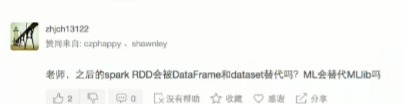 zhjch13122
赞同来自: czphappy 、shawnley
老师，之后的spark RDD会被DataFrame和dataset替代吗？ML会替代MLlib吗
2 0 没有帮助 收藏 感谢 分享